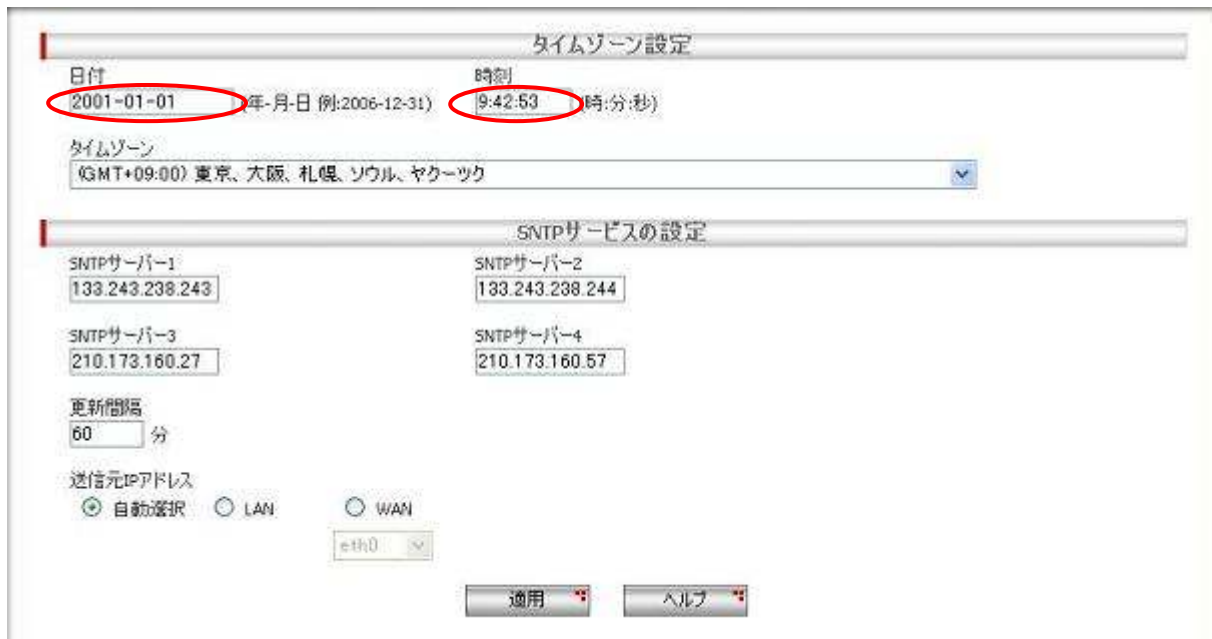 タイムゾーン設定
日付 時刻
2001-01-01 (年-月-日 例:2006-12-31) 9:42:53 (時:分:秒)
タイムゾーン
(GMT+09:00) 東京、大阪、札幌、ソウル、ヤクーツク
SNTPサービスの設定
SNTPサーバー1 SNTPサーバー2
133.243.238.243 133.243.238.244
SNTPサーバー3 SNTPサーバー4
210.173.160.27 210.173.160.57
更新間隔
60 分
送信元IPアドレス
自動選択 LAN WAN
eth0
適用 ヘルプ